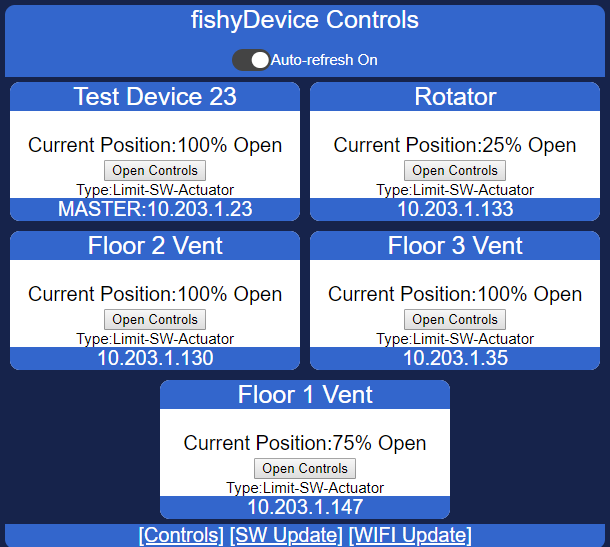 fishyDevice Controls
Auto-refresh On
Test Device 23
Current Position:100% Open
Open Controls
Type:Limit-SW-Actuator
MASTER:10.203.1.23
Rotator
Current Position:25% Open
Open Controls
Type:Limit-SW-Actuator
10.203.1.133
Floor 2 Vent
Current Position:100% Open
Open Controls
Type:Limit-SW-Actuator
10.203.1.130
Floor 3 Vent
Current Position:100% Open
Open Controls
Type:Limit-SW-Actuator
10.203.1.35
Floor 1 Vent
Current Position:75% Open
Open Controls
Type:Limit-SW-Actuator
10.203.1.147
[Controls] [SW Update] [WIFI Update]